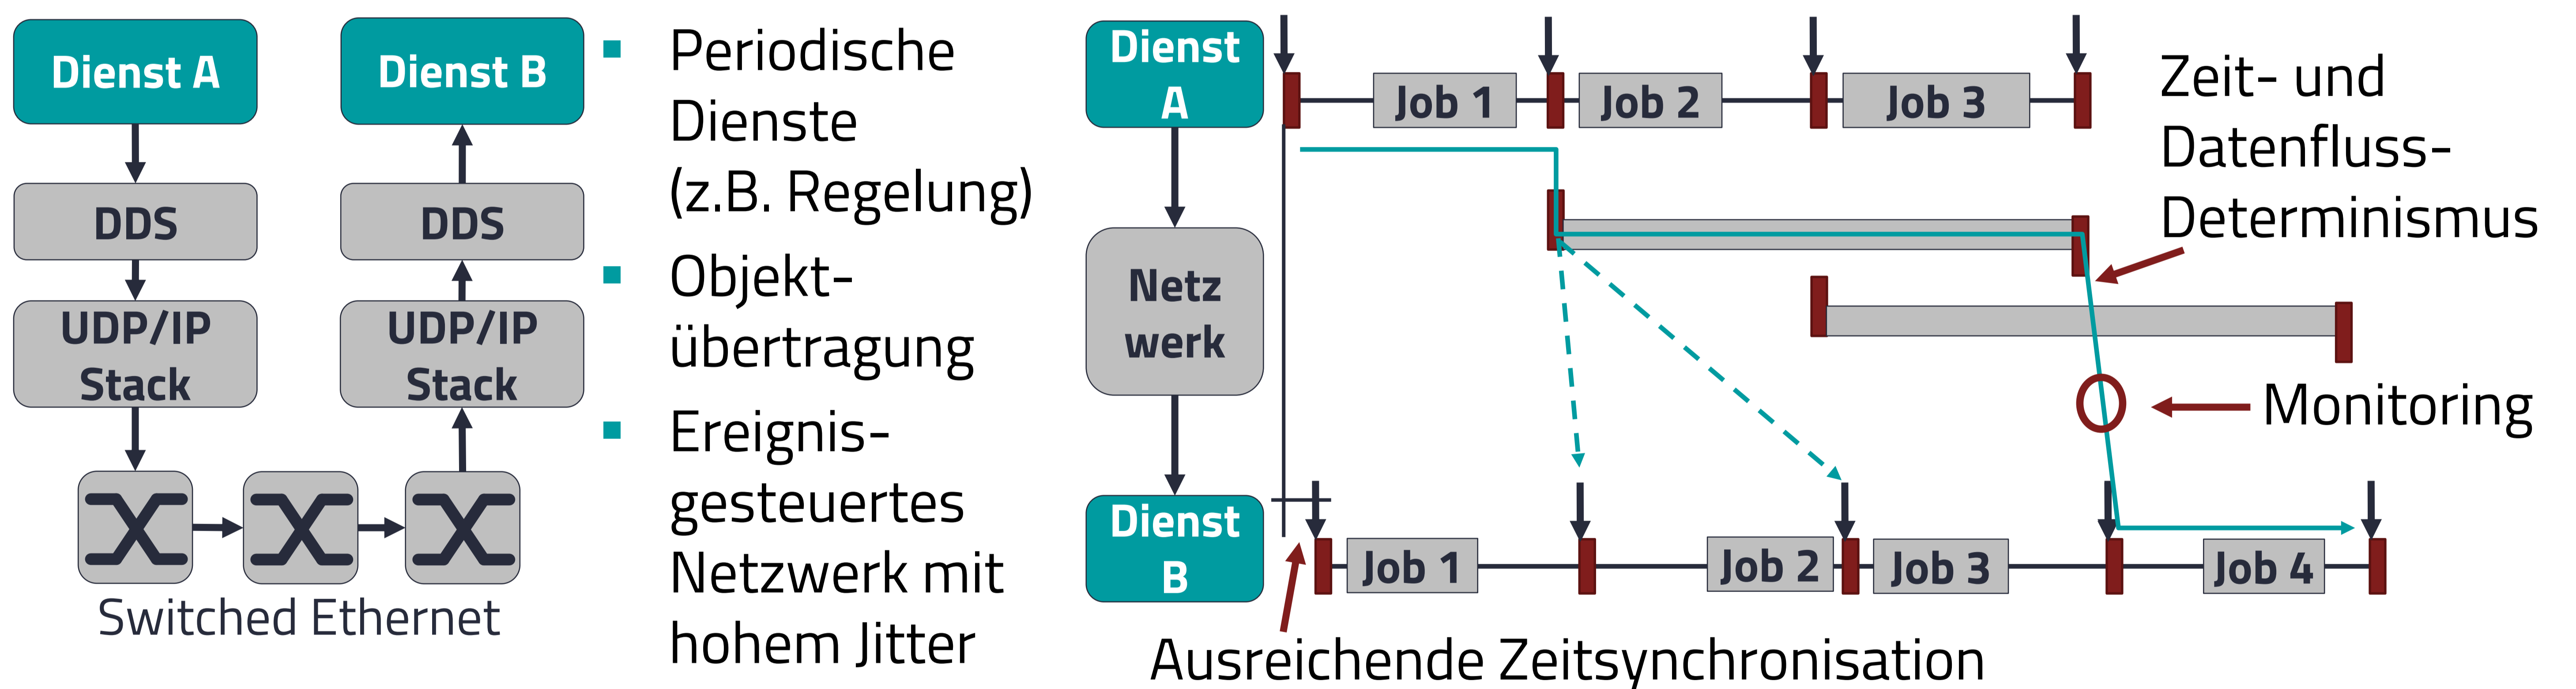 Dienst A
Dienst B
DDS
DDS
UDP/IP
Stack
UDP/IP
Stack
Switched Ethernet
Periodische
Dienste
(z.B. Regelung)
Objekt-
übertragung
Ereignis-
gesteuertes
Netzwerk mit
hohem Jitter
Dienst
A
Netz
werk
Dienst
B
Job 1
Job 2
Job 3
Zeit- und
Datenfluss-
Determinismus
Monitoring
Job 1
Job 2
Job 3
Job 4
Ausreichende Zeitsynchronisation